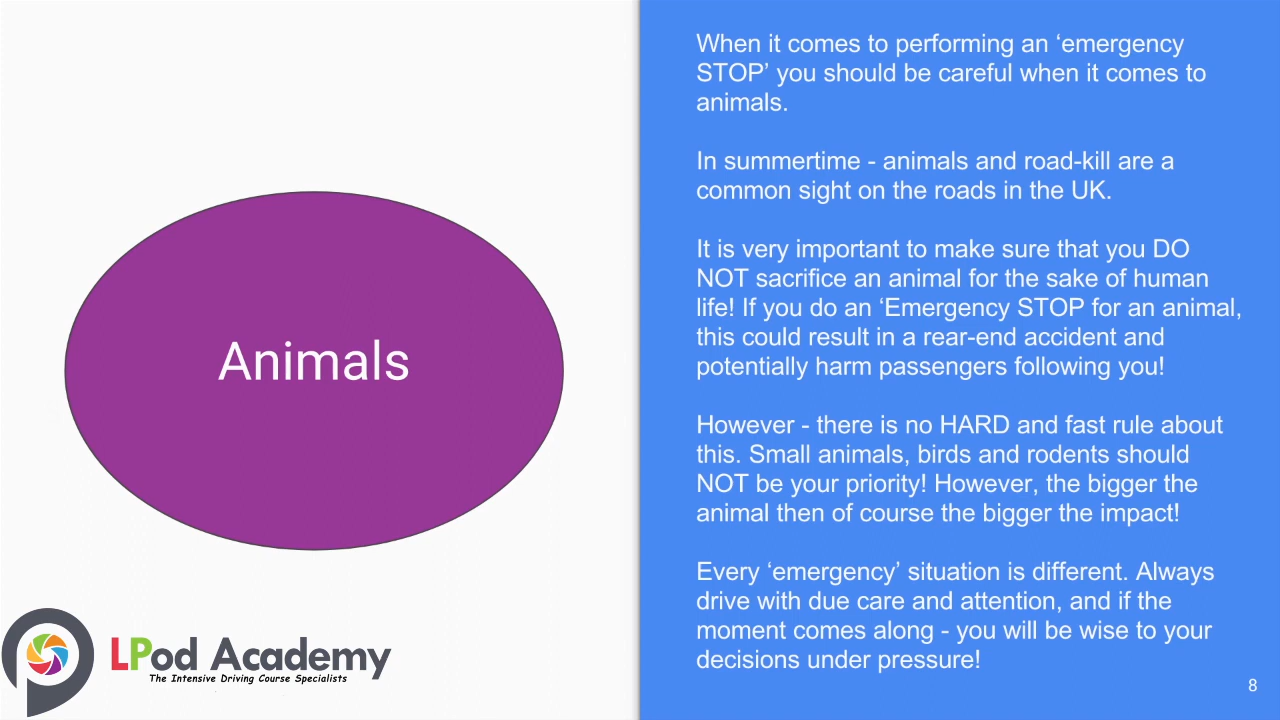 Animals
LPod Academy
The Intensive Driving Course Specialists
When it comes to performing an ‘emergency
STOP’ you should be careful when it comes to
animals.
In summertime - animals and road-kill are a
common sight on the roads in the UK.
It is very important to make sure that you DO
NOT sacrifice an animal for the sake of human
life! If you do an ‘Emergency STOP for an animal,
this could result in a rear-end accident and
potentially harm passengers following you!
However - there is no HARD and fast rule about
this. Small animals, birds and rodents should
NOT be your priority! However, the bigger the
animal then of course the bigger the impact!
Every ‘emergency’ situation is different. Always
drive with due care and attention, and if the
moment comes along - you will be wise to your
decisions under pressure!
8